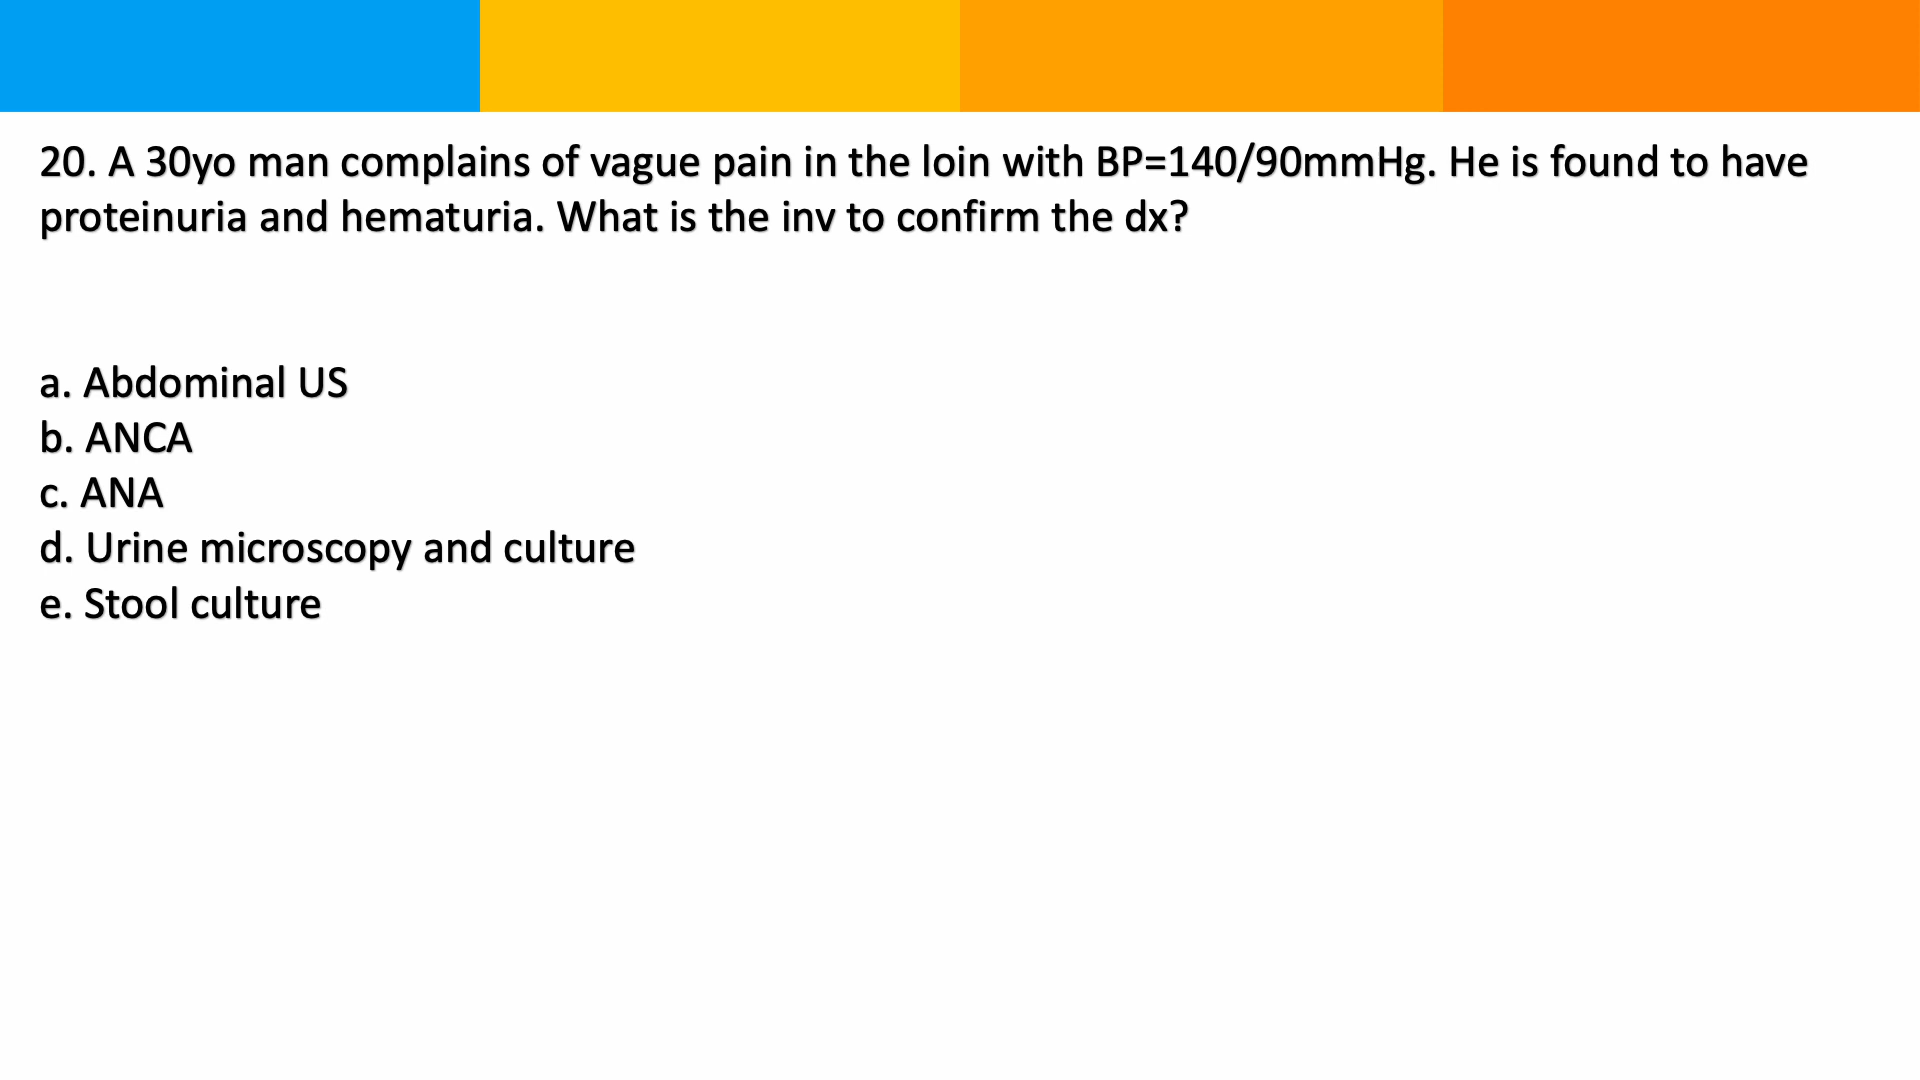 20. A 30yo man complains of vague pain in the loin with BP=140/90mmHg. He is found to have
proteinuria and hematuria. What is the inv to confirm the dx?
a. Abdominal US
b. ANCA
c. ANA
d. Urine microscopy and culture
e. Stool culture